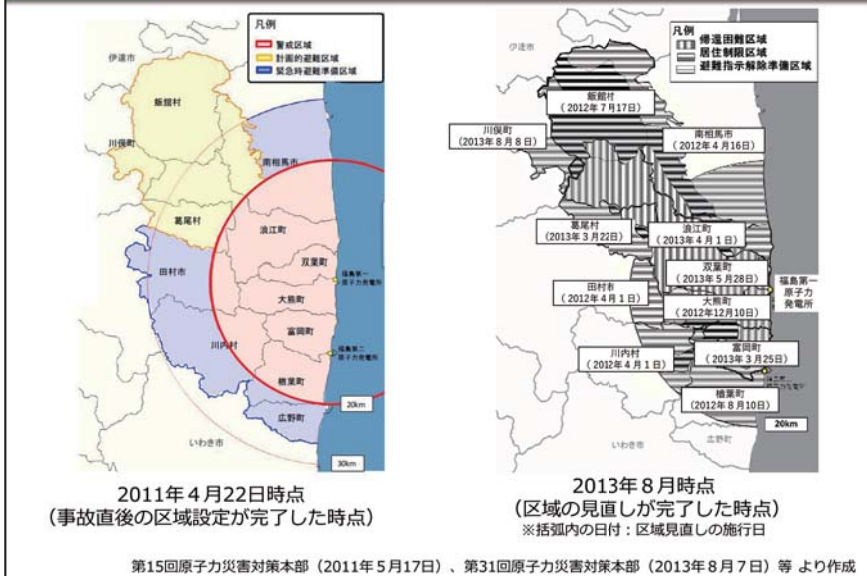 凡例
警戒区域
計画的避難区域
緊急時避難準備区域
伊達市
飯館村
川俣町
南相馬市
葛尾村
浪江町
田村市
双葉町
福島第一
原子力発電所
大熊町
富岡町
福島第二
原子力発電所
川内村
楢葉町
20km
広野町
いわき市
30km
2011年4月22日時点
（事故直後の区域設定が完了した時点）
凡例
帰還困難区域
居住制限区域
避難指示解除準備区域
伊達市
飯館村
（2012年7月17日）
川俣町
（2013年8月8日）
南相馬市
（2012年4月16日）
葛尾村
（2013年3月22日）
浪江町
（2013年4月1日）
双葉町
（2013年5月28日）
福島第一
原子力
発電所
田村市
（2012年4月1日）
大熊町
（2012年12月10日）
富岡町
（2013年3月25日）
川内村
（2012年4月1日）
楢葉町
（2012年8月10日）
20km
いわき市
広野町
2013年8月時点
（区域の見直しが完了した時点）
※括弧内の日付：区域見直しの施行日
第15回原子力災害対策本部（2011年5月17日）、第31回原子力災害対策本部（2013年8月7日）等 より作成